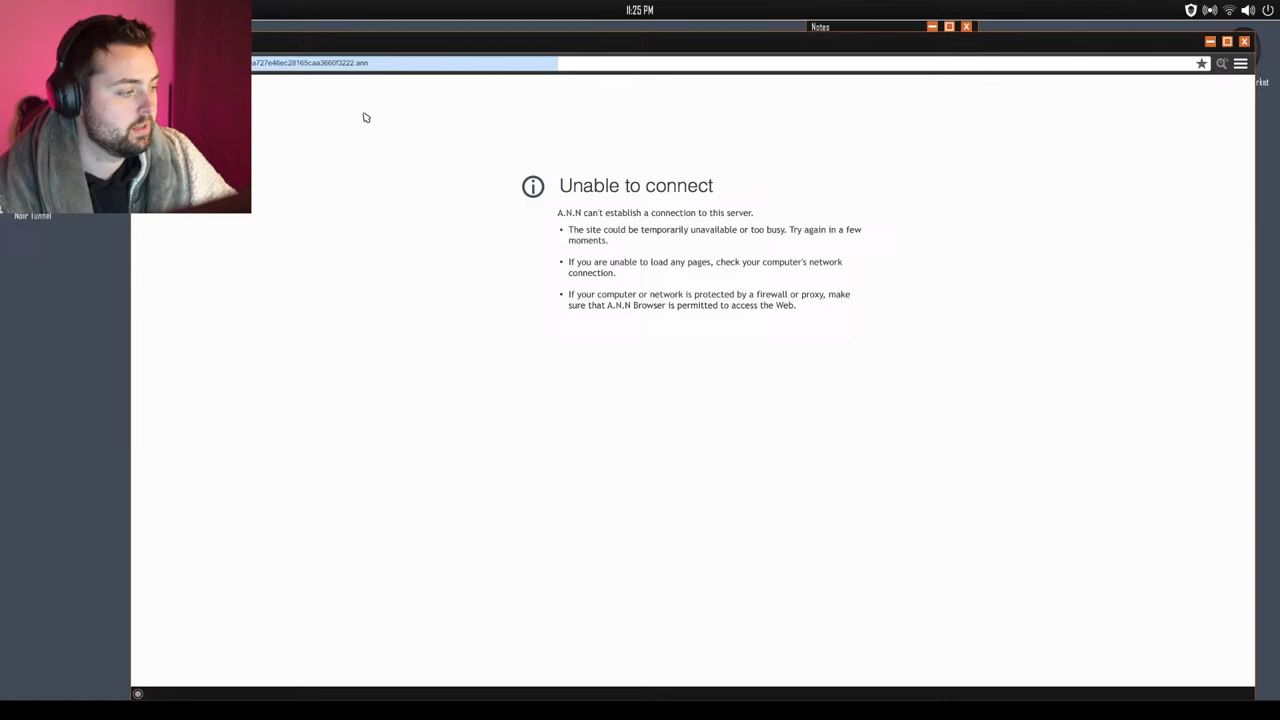 11:25 PM
Notes
a727e46ec28165caa3660f3222.ann
rket
Unable to connect
A.N.N can't establish a connection to this server.
• The site could be temporarily unavailable or too busy. Try again in a few
moments.
• If you are unable to load any pages, check your computer's network
connection.
• If your computer or network is protected by a firewall or proxy, make
sure that A.N.N Browser is permitted to access the Web.